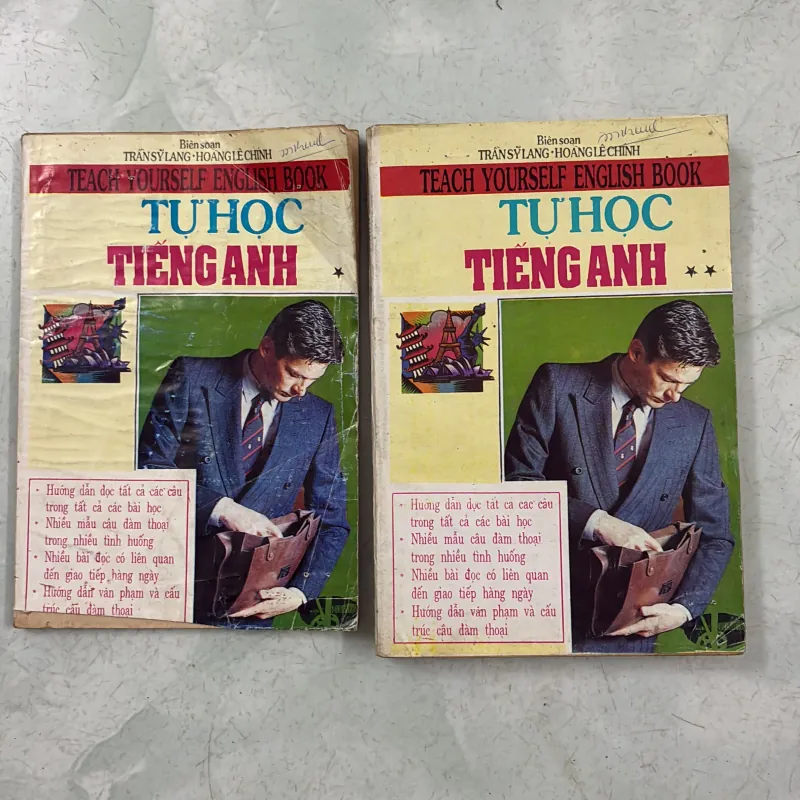 Biên soạn
TRẦN SỸ LANG • HOÀNG LÊ CHÍNH
TEACH YOURSELF ENGLISH BOOK
TỰ HỌC
TIẾNG ANH ★
• Hướng dẫn đọc tất cả các câu
trong tất cả các bài học
• Nhiều mẫu câu đàm thoại
trong nhiều tình huống
• Nhiều bài đọc có liên quan
đến giao tiếp hàng ngày
• Hướng dẫn văn phạm và cấu
trúc câu đàm thoại
Biên soạn
TRẦN SỸ LANG • HOÀNG LÊ CHÍNH
TEACH YOURSELF ENGLISH BOOK
TỰ HỌC
TIẾNG ANH ★★
• Hướng dẫn đọc tất cả các câu
trong tất cả các bài học
• Nhiều mẫu câu đàm thoại
trong nhiều tình huống
• Nhiều bài đọc có liên quan
đến giao tiếp hàng ngày
• Hướng dẫn văn phạm và cấu
trúc câu đàm thoại